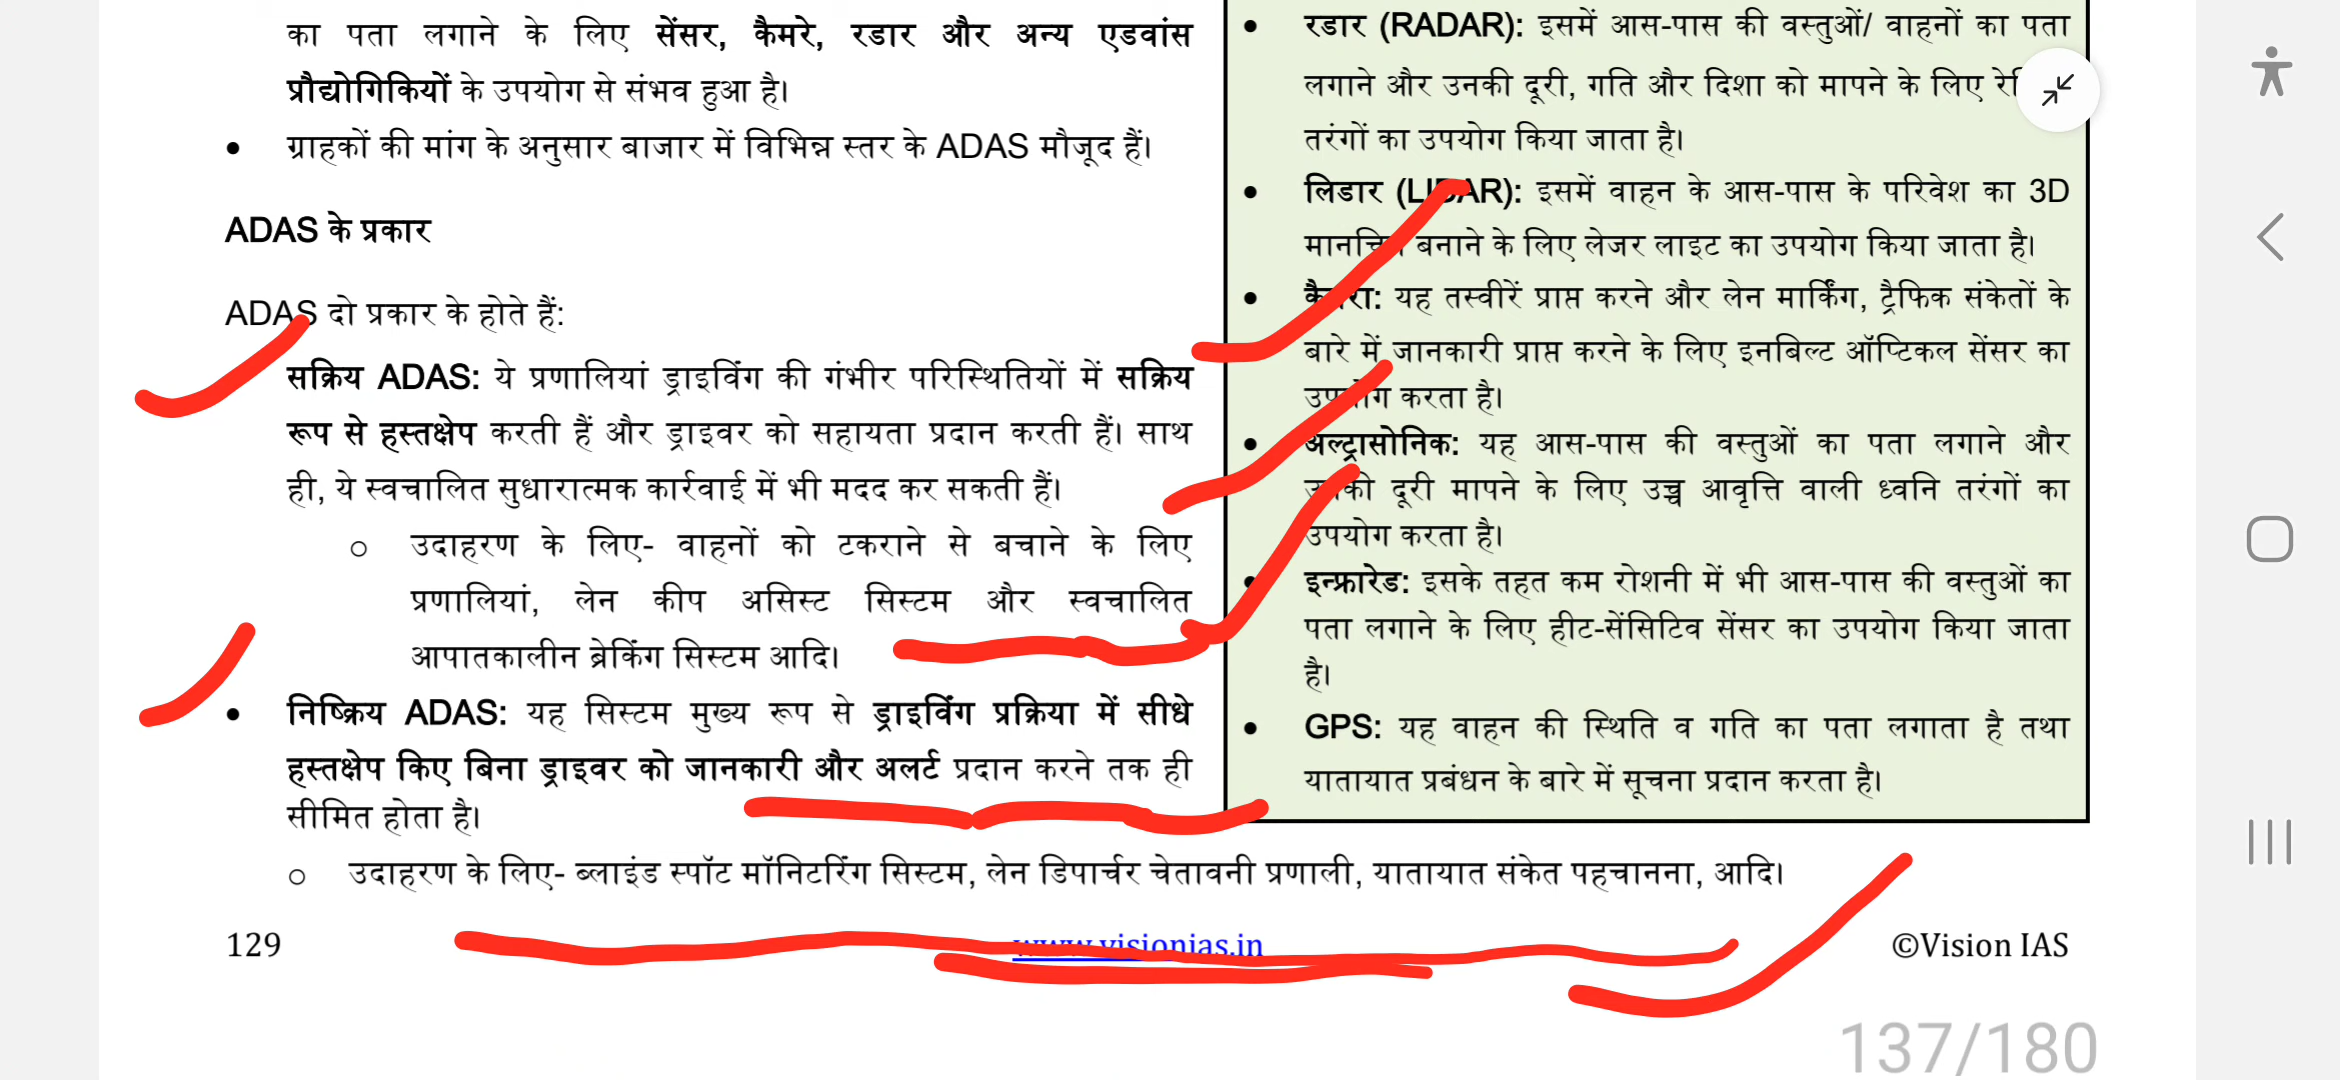 का पता लगाने के लिए सेंसर, कैमरे, रडार और अन्य एडवांस
प्रौद्योगिकियों के उपयोग से संभव हुआ है।
• ग्राहकों की मांग के अनुसार बाजार में विभिन्न स्तर के ADAS मौजूद हैं।
ADAS के प्रकार
ADAS दो प्रकार के होते हैं:
सक्रिय ADAS: ये प्रणालियां ड्राइविंग की गंभीर परिस्थितियों में सक्रिय
रूप से हस्तक्षेप करती हैं और ड्राइवर को सहायता प्रदान करती हैं। साथ
ही, ये स्वचालित सुधारात्मक कार्रवाई में भी मदद कर सकती हैं।
o उदाहरण के लिए- वाहनों को टकराने से बचाने के लिए
प्रणालियां, लेन कीप असिस्ट सिस्टम और स्वचालित
आपातकालीन ब्रेकिंग सिस्टम आदि।
• निष्क्रिय ADAS: यह सिस्टम मुख्य रूप से ड्राइविंग प्रक्रिया में सीधे
हस्तक्षेप किए बिना ड्राइवर को जानकारी और अलर्ट प्रदान करने तक ही
सीमित होता है।
o उदाहरण के लिए- ब्लाइंड स्पॉट मॉनिटरिंग सिस्टम, लेन डिपार्चर चेतावनी प्रणाली, यातायात संकेत पहचानना, आदि।
• रडार (RADAR): इसमें आस-पास की वस्तुओं/ वाहनों का पता
लगाने और उनकी दूरी, गति और दिशा को मापने के लिए
तरंगों का उपयोग किया जाता है।
• लिडार (LIDAR): इसमें वाहन के आस-पास के परिवेश का 3D
मानचित्र बनाने के लिए लेजर लाइट का उपयोग किया जाता है।
• कैमरा: यह तस्वीरें प्राप्त करने और लेन मार्किंग, ट्रैफिक संकेतों के
बारे में जानकारी प्राप्त करने के लिए इनबिल्ट ऑप्टिकल सेंसर का
उपयोग करता है।
• अल्ट्रासोनिक: यह आस-पास की वस्तुओं का पता लगाने और
उनकी दूरी मापने के लिए उच्च आवृत्ति वाली ध्वनि तरंगों का
उपयोग करता है।
• इन्फ्रारेड: इसके तहत कम रोशनी में भी आस-पास की वस्तुओं का
पता लगाने के लिए हीट-सेंसिटिव सेंसर का उपयोग किया जाता
है।
• GPS: यह वाहन की स्थिति व गति का पता लगाता है तथा
यातायात प्रबंधन के बारे में सूचना प्रदान करता है।
129 www.visionias.in ©Vision IAS
137/180